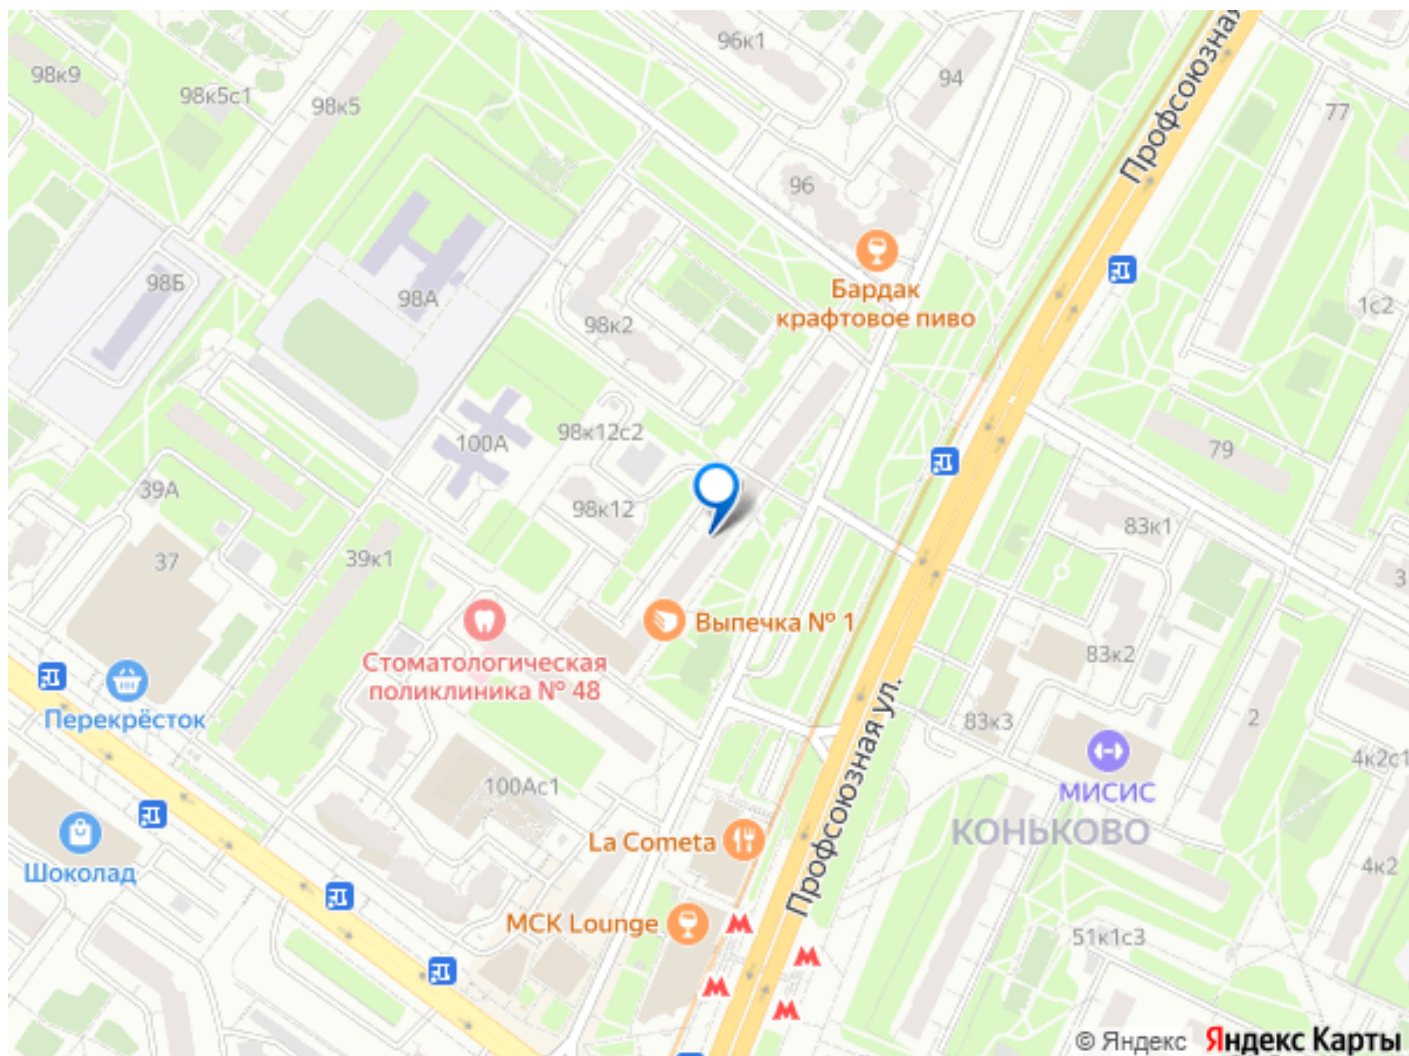 96к1
98к9
94
98к5с1
98к5
77
Профсоюзная
96
98Б
98А
Бардак
крафтовое пиво
1с2
98к2
98к12с2
100А
79
39А
98к12
83к1
37
39к1
3
Выпечка № 1
Стоматологическая
поликлиника № 48
83к2
Перекрёсток
83к3
2
Профсоюзная ул.
4к2с1
100Ас1
МИСИС
КОНЬКОВО
La Cometa
Шоколад
4к2
МСК Lounge
51к1с3
© Яндекс Яндекс Карты